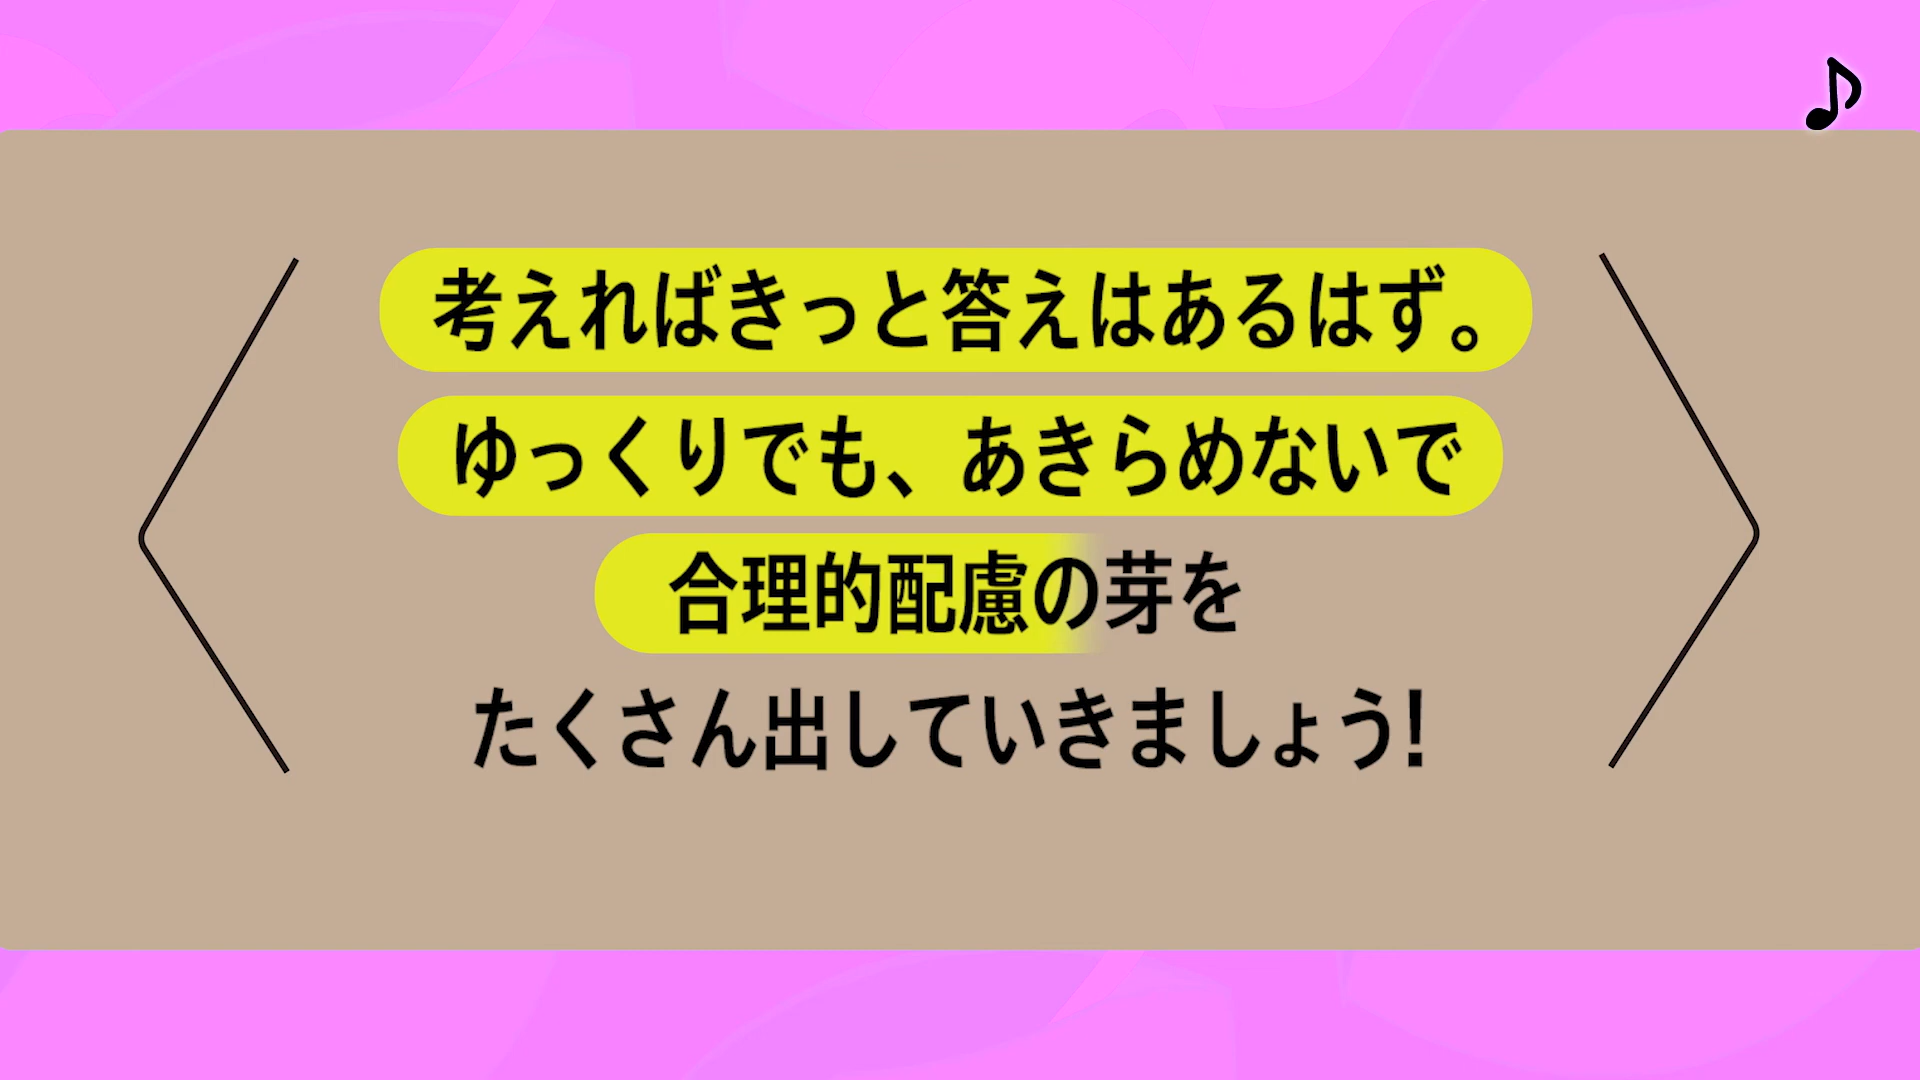 考えればきっと答えはあるはず。
ゆっくりでも、あきらめないで
合理的配慮の芽を
たくさん出していきましょう!